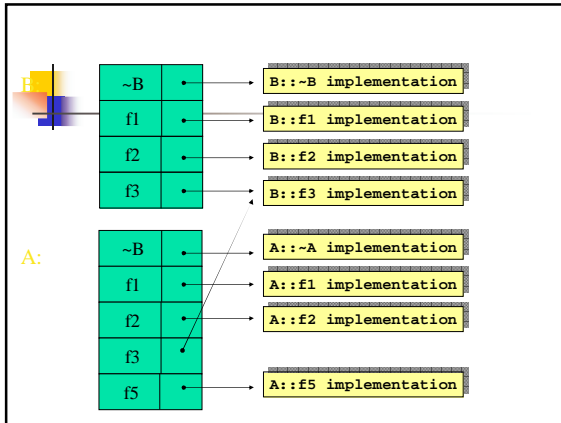 B:
~B B::~B implementation
f1 B::f1 implementation
f2 B::f2 implementation
f3 B::f3 implementation
A:
~B A::~A implementation
f1 A::f1 implementation
f2 A::f2 implementation
f3
f5 A::f5 implementation